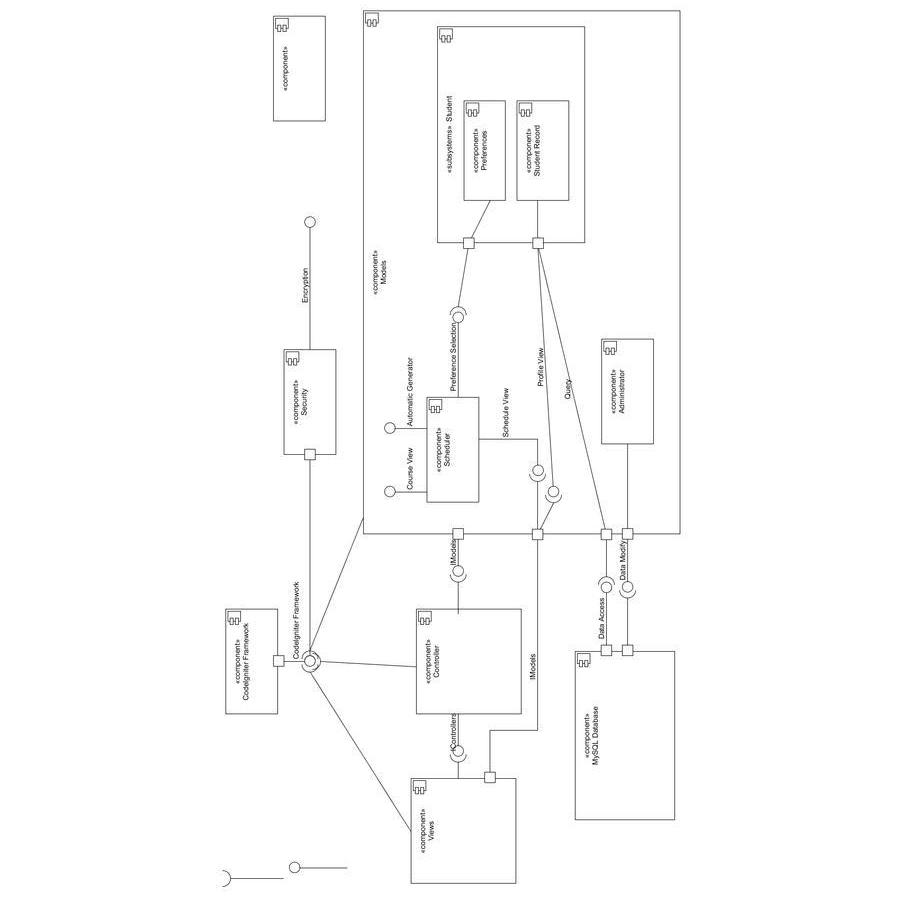 «component»
«component»
Models
«subsystems» Student
«component»
Preferences
«component»
Student Record
Encryption
«component»
Security
Preference Selection
Automatic Generator
Course View
«component»
Scheduler
Schedule View
Profile View
Query
«component»
Administrator
CodeIgniter Framework
«component»
CodeIgniter Framework
IModels
«component»
Controller
IControllers
IModels
Data Access
Data Modify
«component»
MySQL Database
«component»
Views